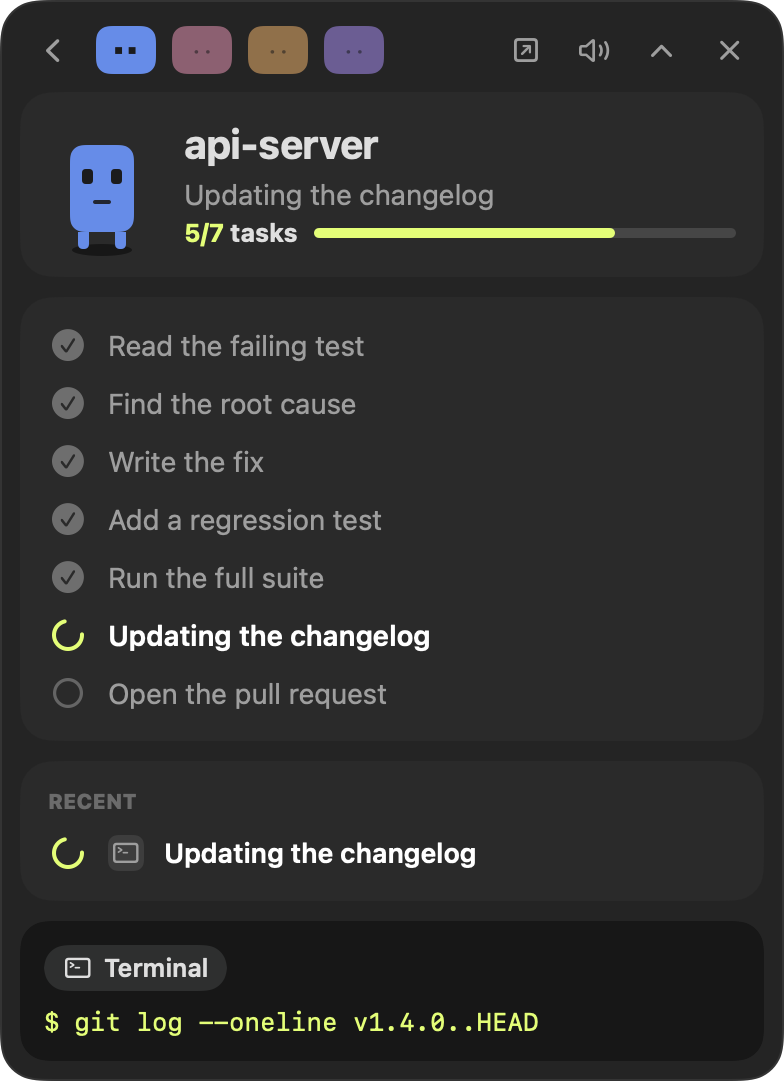 api-server
Updating the changelog
5/7 tasks
Read the failing test
Find the root cause
Write the fix
Add a regression test
Run the full suite
Updating the changelog
Open the pull request
RECENT
Updating the changelog
Terminal
$ git log --oneline v1.4.0..HEAD